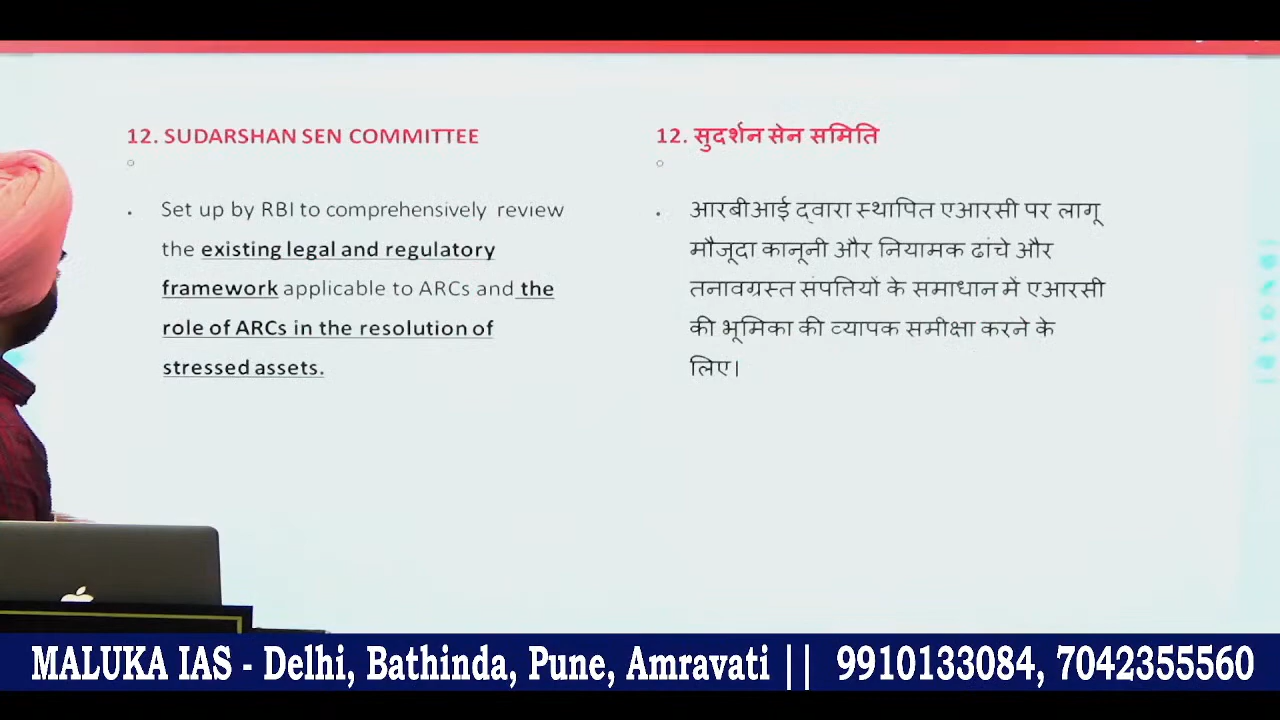 12. SUDARSHAN SEN COMMITTEE
Set up by RBI to comprehensively review
the existing legal and regulatory
framework applicable to ARCs and the
role of ARCs in the resolution of
stressed assets.
12. सुदर्शन सेन समिति
आरबीआई द्वारा स्थापित एआरसी पर लागू
मौजूदा कानूनी और नियामक ढांचे और
तनावग्रस्त संपत्तियों के समाधान में एआरसी
की भूमिका की व्यापक समीक्षा करने के
लिए।
MALUKA IAS - Delhi, Bathinda, Pune, Amravati || 9910133084, 7042355560